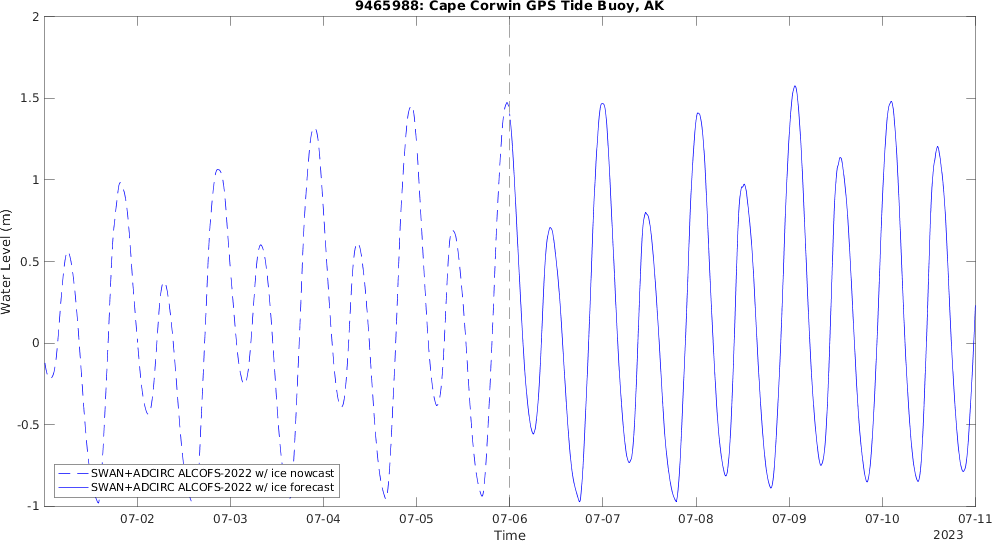 9465988: Cape Corwin GPS Tide Buoy, AK
2
1.5
1
0.5
0
-0.5
-1
Water Level (m)
SWAN+ADCIRC ALCOFS-2022 w/ ice nowcast
SWAN+ADCIRC ALCOFS-2022 w/ ice forecast
07-02 07-03 07-04 07-05 07-06 07-07 07-08 07-09 07-10 07-11
Time
2023